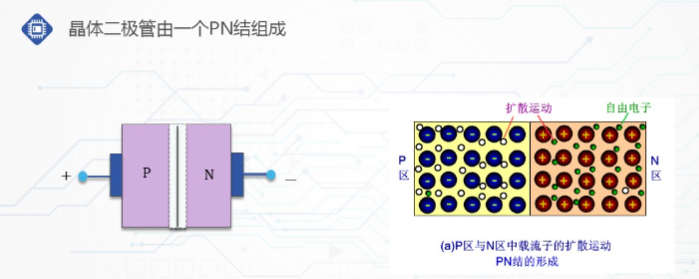 晶体二极管由一个PN结组成
扩散运动
自由电子
+
P
N
—
P
区
N
区
(a)P区与N区中载流子的扩散运动
PN结的形成